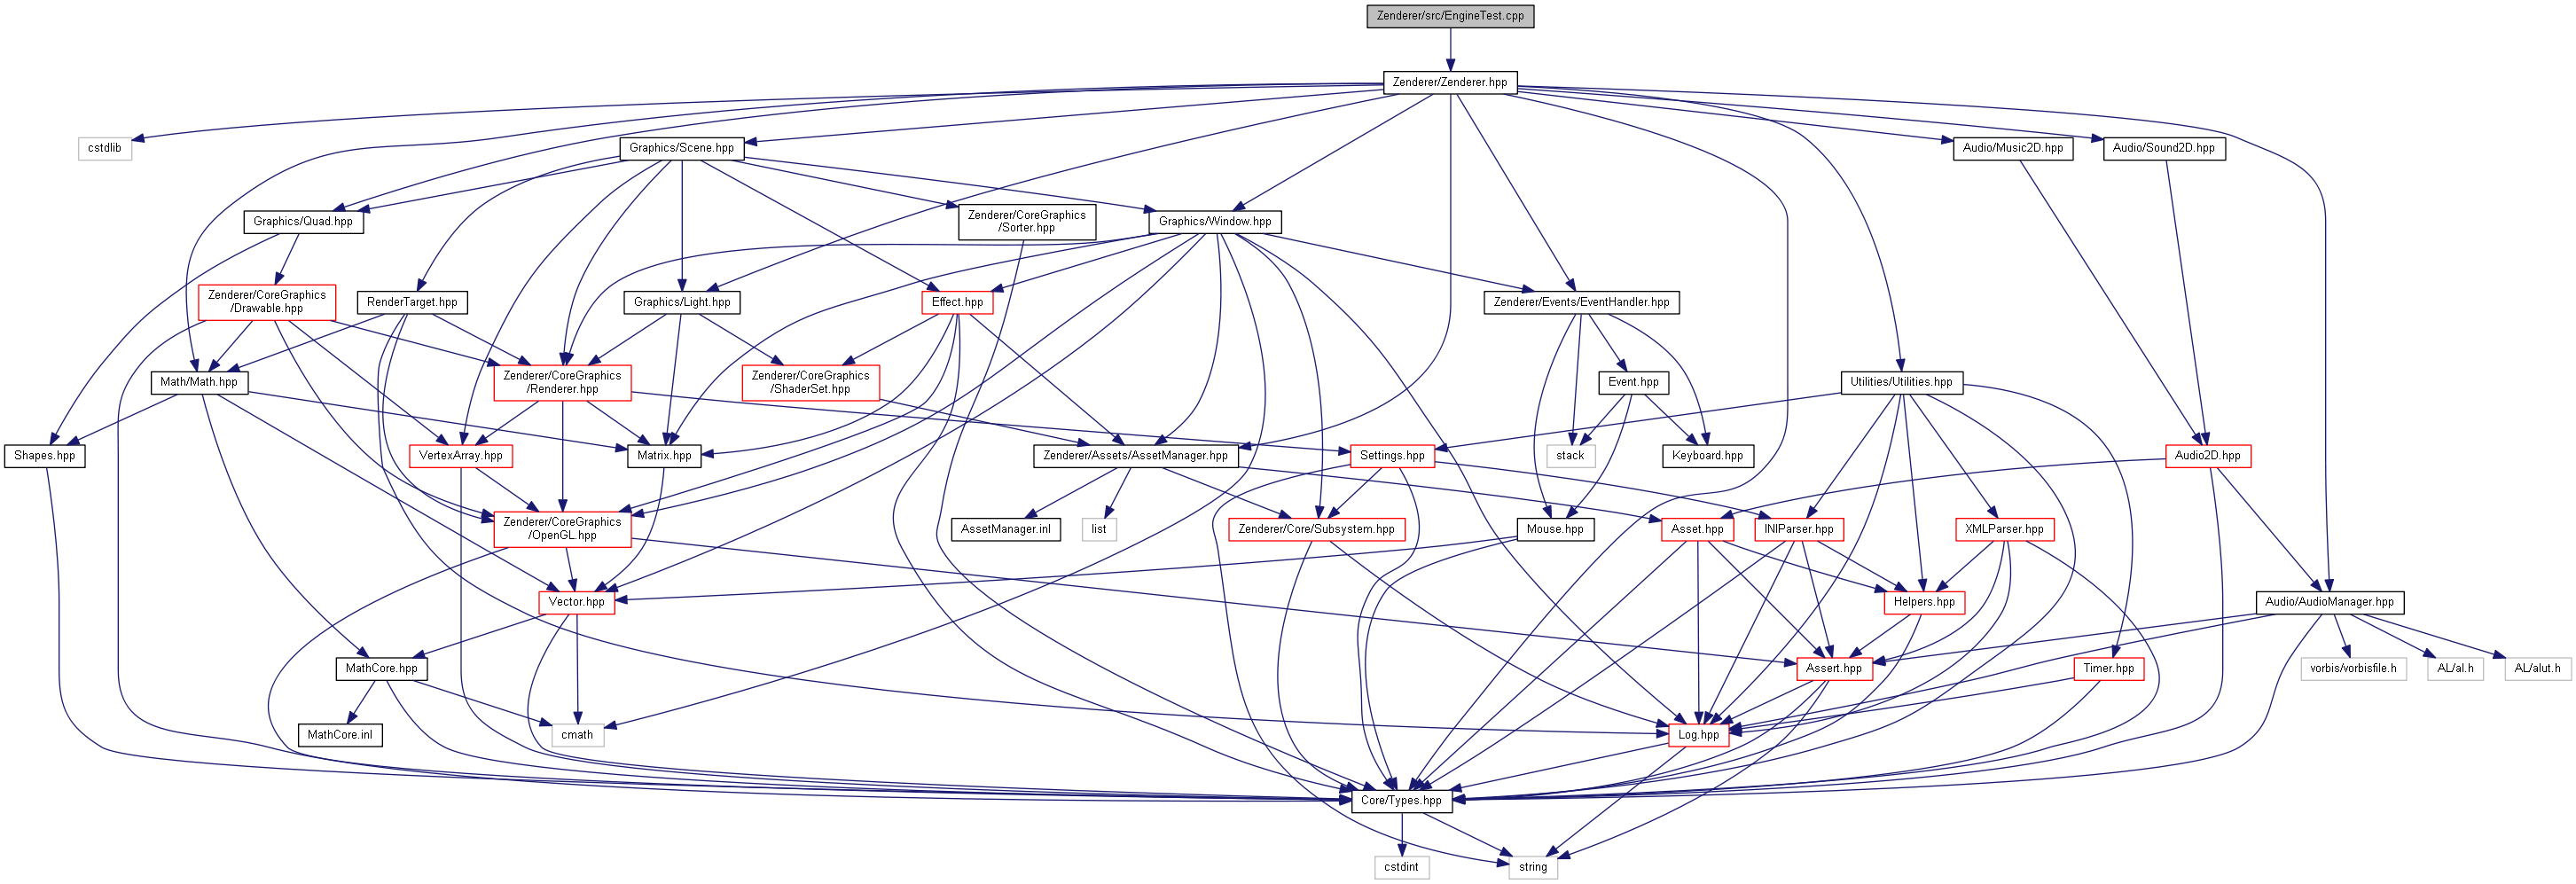 Zenderer/src/EngineTest.cpp
Zenderer/Zenderer.hpp
cstdlib
Graphics/Scene.hpp
Audio/Music2D.hpp
Audio/Sound2D.hpp
Graphics/Quad.hpp
Zenderer/CoreGraphics
/Sorter.hpp
Graphics/Window.hpp
Zenderer/CoreGraphics
/Drawable.hpp
RenderTarget.hpp
Graphics/Light.hpp
Effect.hpp
Zenderer/Events/EventHandler.hpp
Math/Math.hpp
Zenderer/CoreGraphics
/Renderer.hpp
Zenderer/CoreGraphics
/ShaderSet.hpp
Event.hpp
Utilities/Utilities.hpp
Shapes.hpp
VertexArray.hpp
Matrix.hpp
Zenderer/Assets/AssetManager.hpp
Settings.hpp
stack
Keyboard.hpp
Audio2D.hpp
Zenderer/CoreGraphics
/OpenGL.hpp
AssetManager.inl
list
Zenderer/Core/Subsystem.hpp
Mouse.hpp
Asset.hpp
INIParser.hpp
XMLParser.hpp
Vector.hpp
Helpers.hpp
Audio/AudioManager.hpp
MathCore.hpp
Assert.hpp
Timer.hpp
vorbis/vorbisfile.h
AL/al.h
AL/alut.h
MathCore.inl
cmath
Log.hpp
Core/Types.hpp
cstdint
string